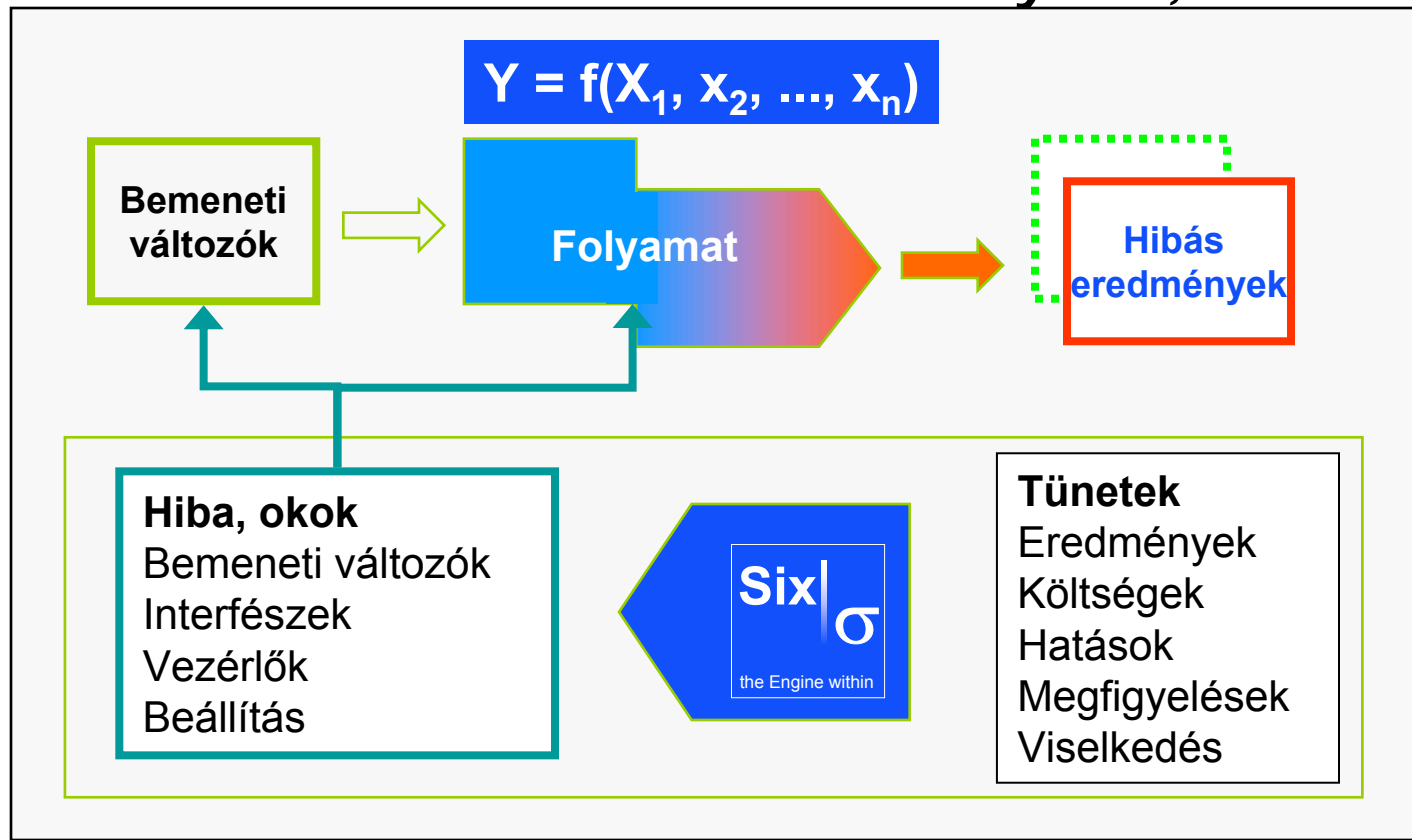 Y = f(X₁, x₂, ..., xₙ)
Bemeneti
változók
Folyamat
Hibás
eredmények
Hiba, okok
Bemeneti változók
Interfészek
Vezérlők
Beállítás
Six σ
the Engine within
Tünetek
Eredmények
Költségek
Hatások
Megfigyelések
Viselkedés